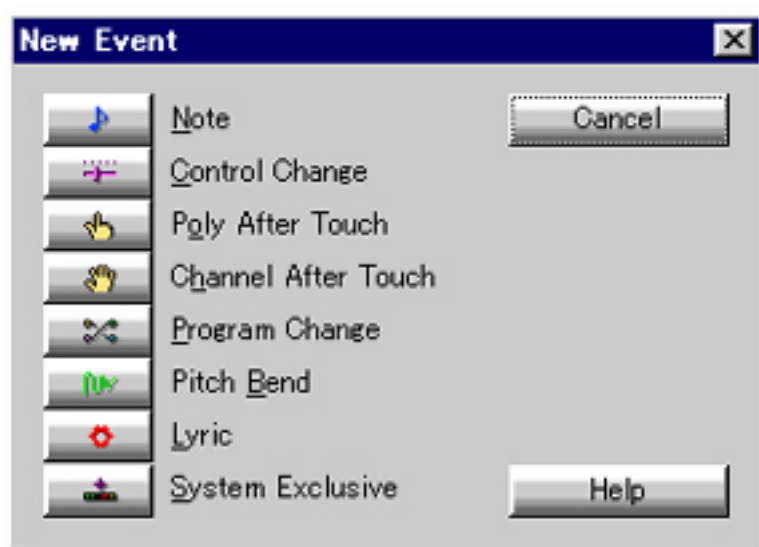 New Event
Note
Cancel
Control Change
Poly After Touch
Channel After Touch
Program Change
Pitch Bend
Lyric
System Exclusive
Help